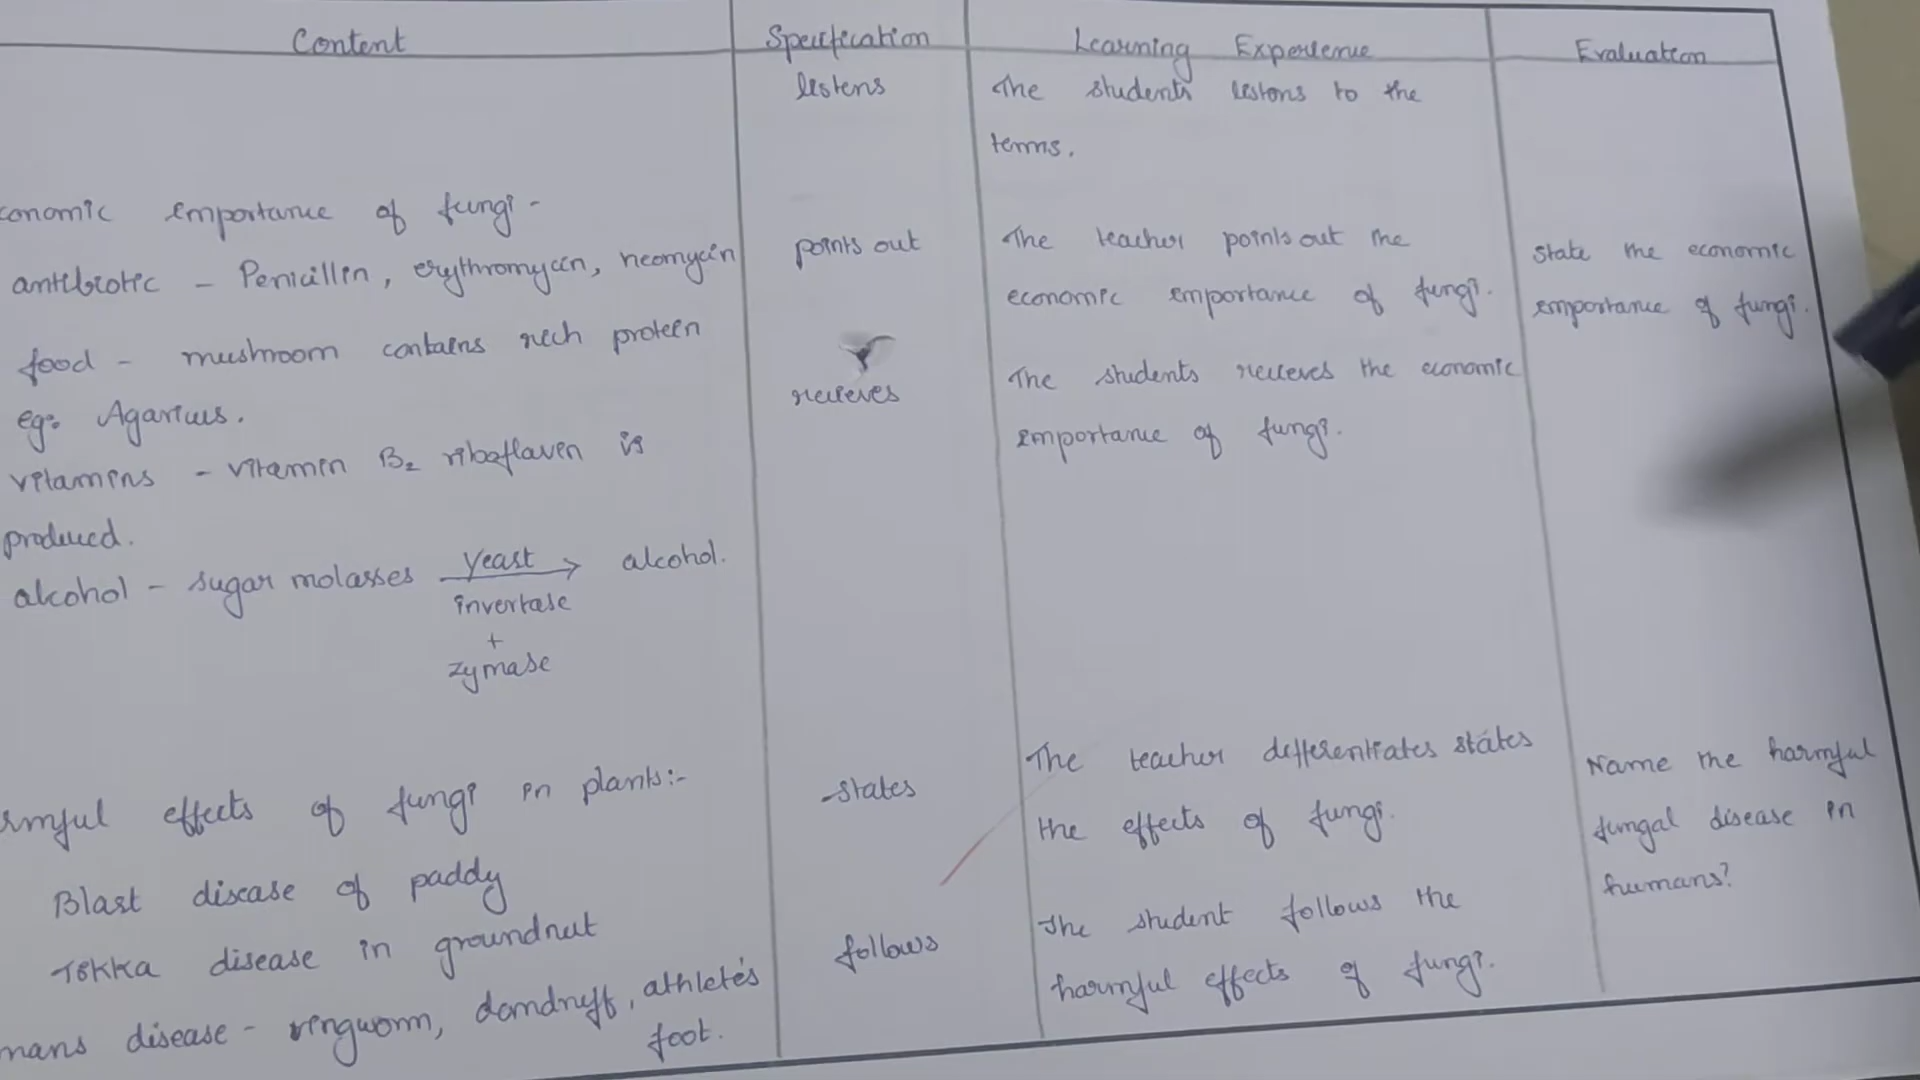 Content
onomic importance of fungi -
antibiotic - Penicillin, erythromycin, neomycin
food - mushroom contains rich protein
eg: Agaricus.
vitamins - vitamin B2 riboflavin is
produced.
alcohol - sugar molasses yeast → alcohol.
invertase
+
zymase
rmful effects of fungi in plants:-
Blast disease of paddy
Tikka disease in groundnut
mans disease - ringworm, dandruff, athlete's
foot.
Specification
listens
points out
recieves
states
follows
Learning Experience
The students listens to the
terms.
The teacher points out the
economic importance of fungi.
The students recieves the economic
importance of fungi.
The teacher differentiates states
the effects of fungi.
The student follows the
harmful effects of fungi.
Evaluation
State the economic
importance of fungi.
Name the harmful
fungal disease in
humans?